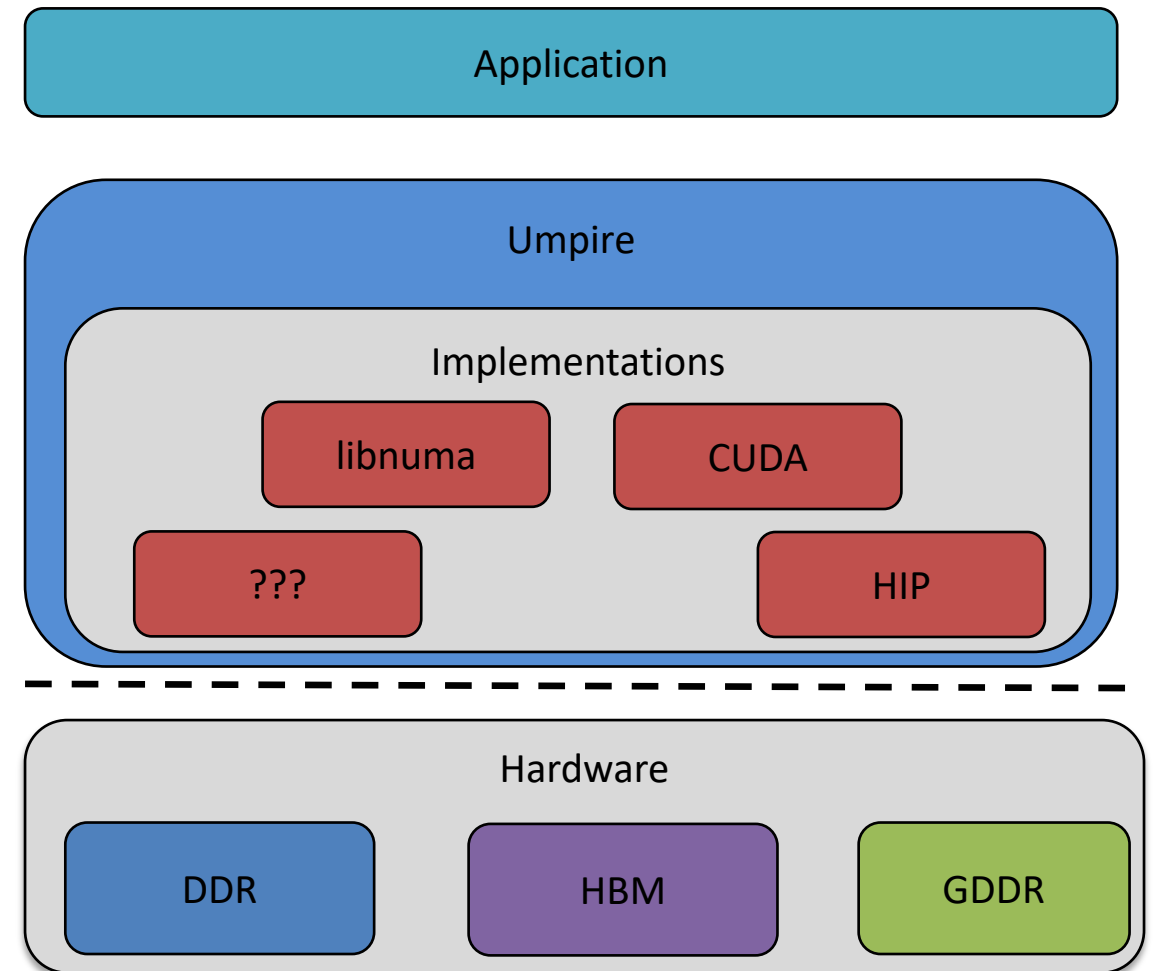 Application
Umpire
Implementations
libnuma
CUDA
???
HIP
Hardware
DDR
HBM
GDDR